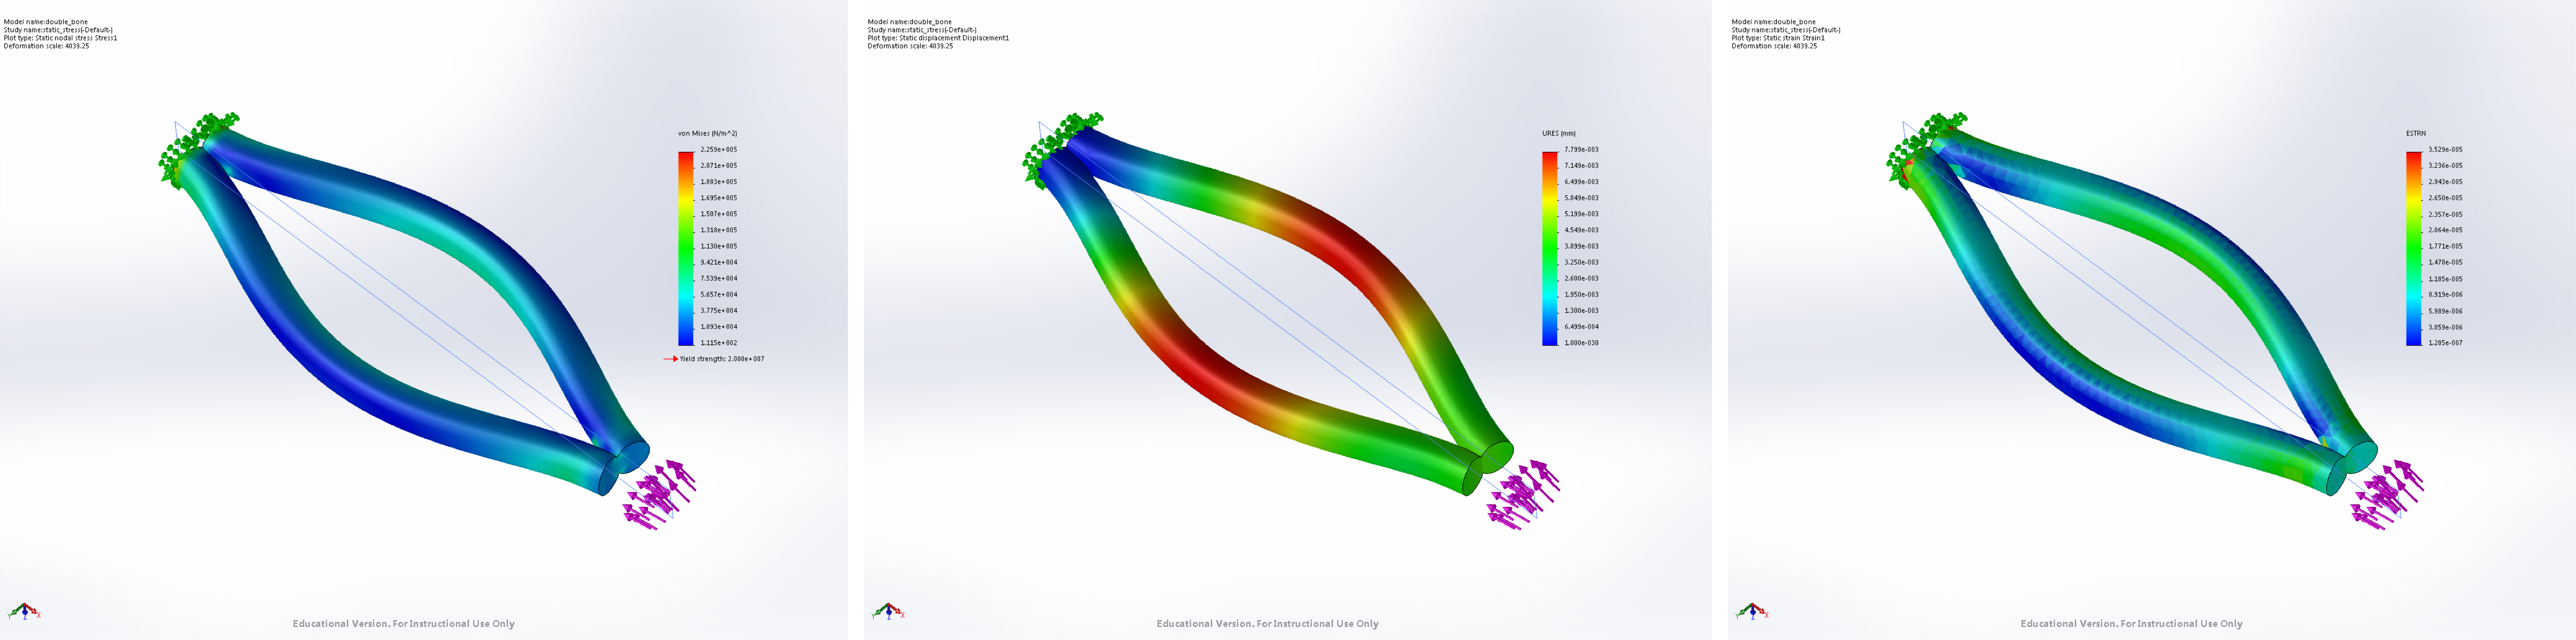 Model name:double_bone
Study name:static_stress(-Default-)
Plot type: Static nodal stress Stress1
Deformation scale: 4039.25
von Mises (N/m^2)
2.259e+005
2.071e+005
1.883e+005
1.695e+005
1.507e+005
1.318e+005
1.130e+005
9.421e+004
7.539e+004
5.657e+004
3.775e+004
1.893e+004
1.115e+002
Yield strength: 2.000e+007
Y
X
Z
Educational Version. For Instructional Use Only
Model name:double_bone
Study name:static_stress(-Default-)
Plot type: Static displacement Displacement1
Deformation scale: 4039.25
URES (mm)
7.799e-003
7.149e-003
6.499e-003
5.849e-003
5.199e-003
4.549e-003
3.899e-003
3.250e-003
2.600e-003
1.950e-003
1.300e-003
6.499e-004
1.000e-030
Y
X
Z
Educational Version. For Instructional Use Only
Model name:double_bone
Study name:static_stress(-Default-)
Plot type: Static strain Strain1
Deformation scale: 4039.25
ESTRN
3.529e-005
3.236e-005
2.943e-005
2.650e-005
2.357e-005
2.064e-005
1.771e-005
1.478e-005
1.185e-005
8.919e-006
5.989e-006
3.059e-006
1.285e-007
Y
X
Z
Educational Version. For Instructional Use Only